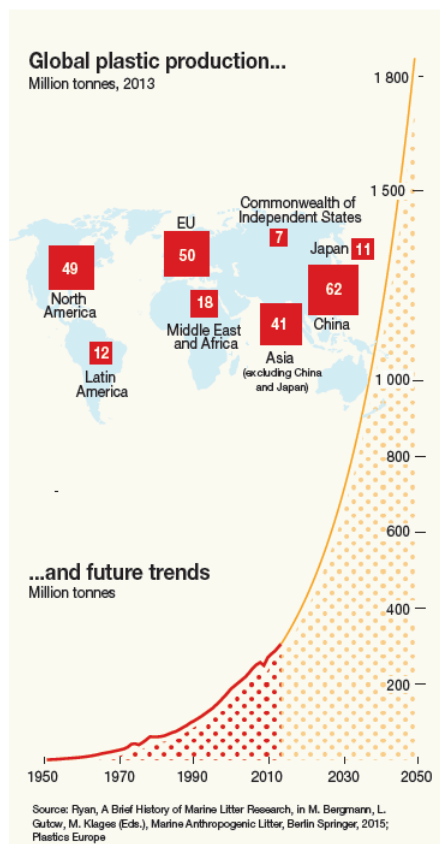 Global plastic production...
Million tonnes, 2013
1 800
1 500
Commonwealth of
Independent States
7
EU
50
Japan 11
49
North
America
18
Middle East
and Africa
62
China
41
Asia
(excluding China
and Japan)
12
Latin
America
1 000
800
600
...and future trends
Million tonnes
400
200
1950 1970 1990 2010 2030 2050
Source: Ryan, A Brief History of Marine Litter Research, in M. Bergmann, L.
Gutow, M. Klages (Eds.), Marine Anthropogenic Litter, Berlin Springer, 2015;
Plastics Europe